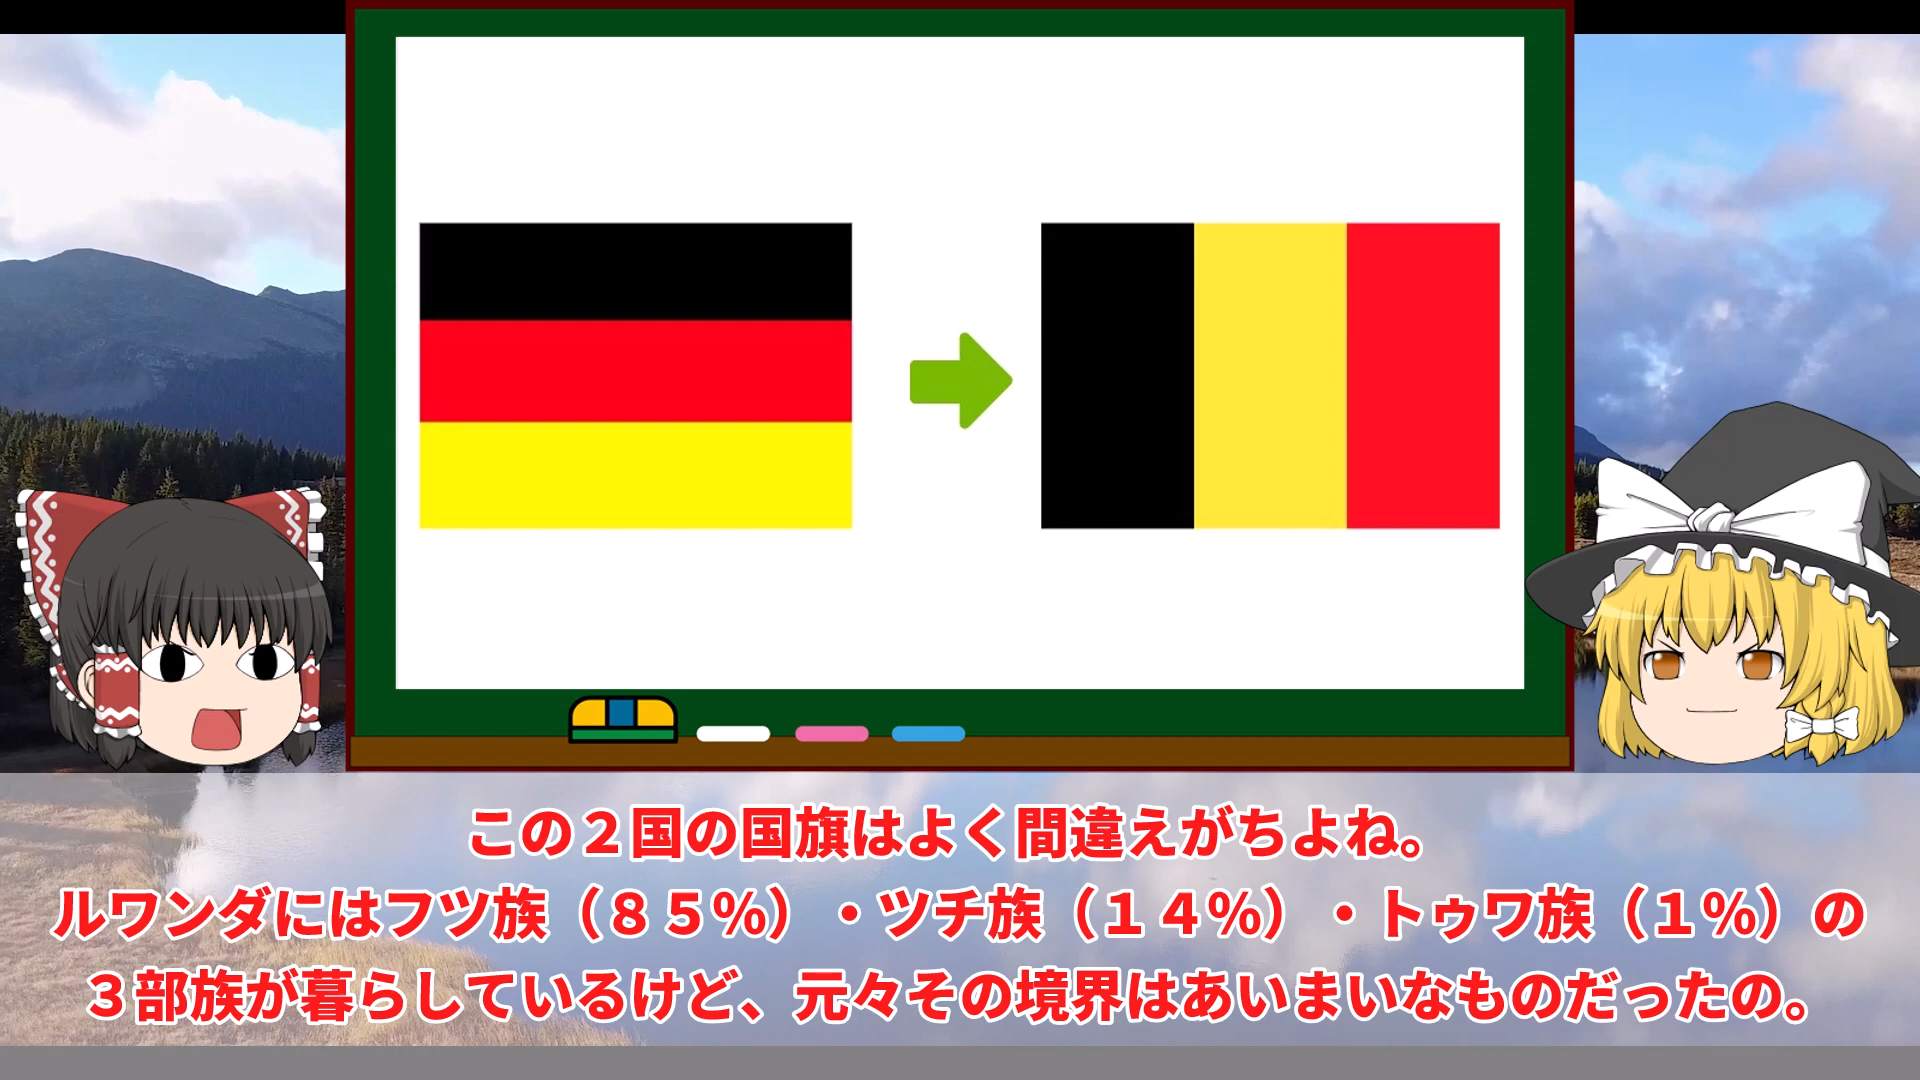 この２国の国旗はよく間違えがちよね。
ルワンダにはフツ族（８５％）・ツチ族（１４％）・トゥワ族（１％）の
３部族が暮らしているけど、元々その境界はあいまいなものだったの。